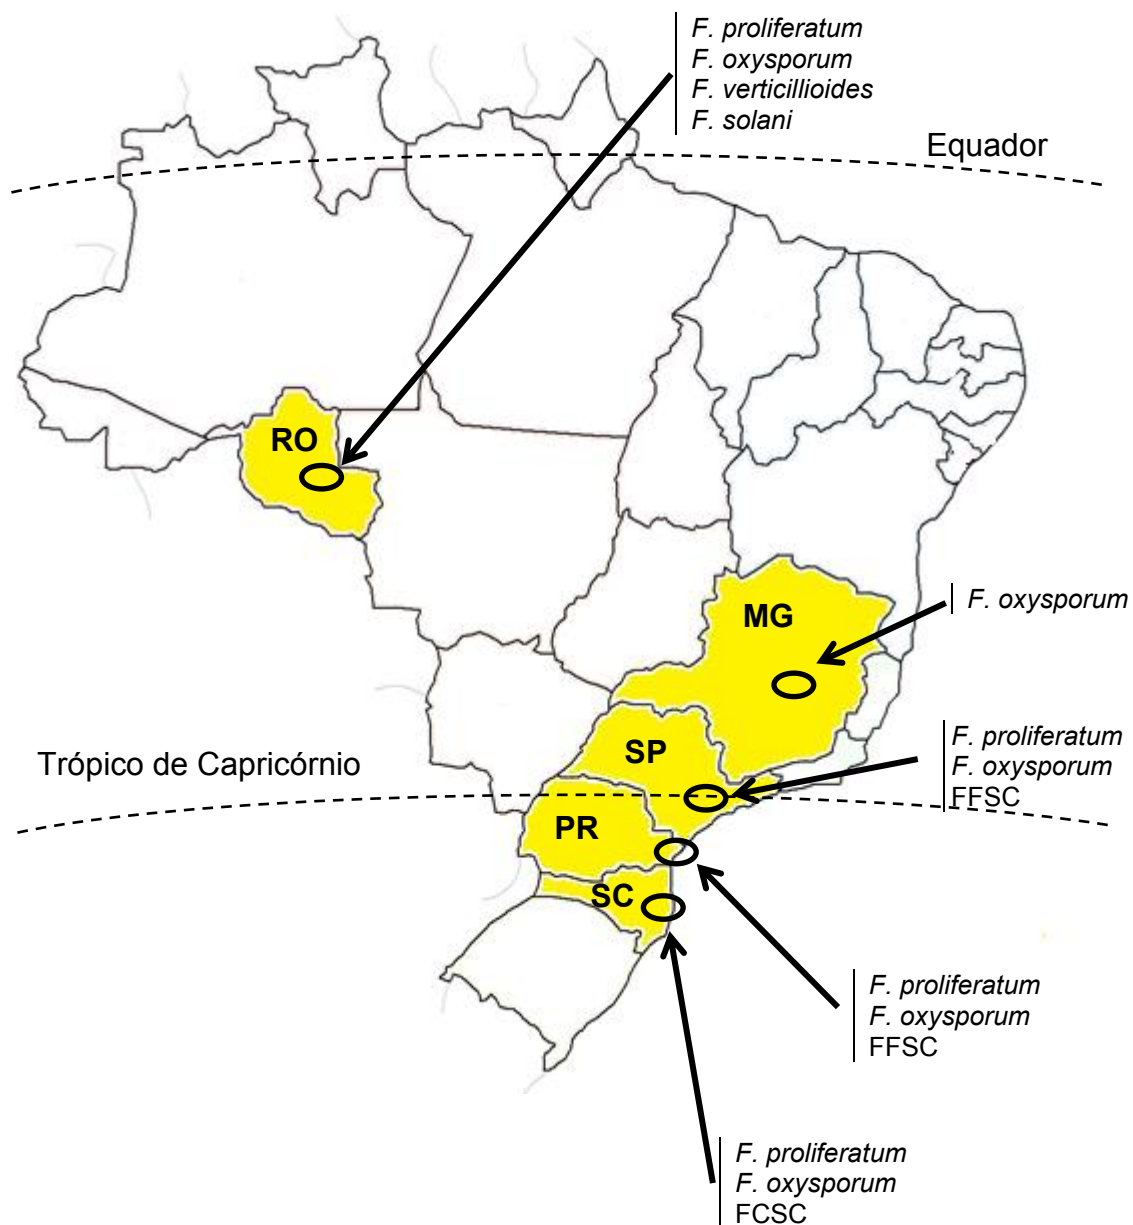 F. proliferatum
F. oxysporum
F. verticillioides
F. solani
Equador
RO
F. oxysporum
MG
F. proliferatum
F. oxysporum
FFSC
SP
Trópico de Capricórnio
PR
SC
F. proliferatum
F. oxysporum
FFSC
F. proliferatum
F. oxysporum
FCSC